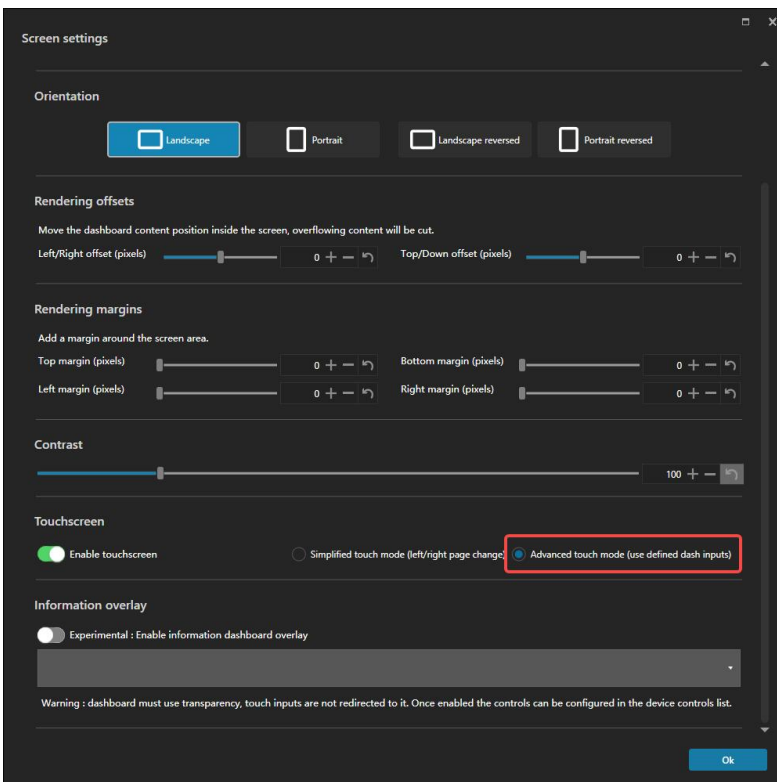 Screen settings
Orientation
Landscape Portrait Landscape reversed Portrait reversed
Rendering offsets
Move the dashboard content position inside the screen, overflowing content will be cut.
Left/Right offset (pixels) 0 Top/Down offset (pixels) 0
Rendering margins
Add a margin around the screen area.
Top margin (pixels) 0 Bottom margin (pixels) 0
Left margin (pixels) 0 Right margin (pixels) 0
Contrast
100
Touchscreen
Enable touchscreen Simplified touch mode (left/right page change) Advanced touch mode (use defined dash inputs)
Information overlay
Experimental : Enable information dashboard overlay
Warning : dashboard must use transparency, touch inputs are not redirected to it. Once enabled the controls can be configured in the device controls list.
Ok